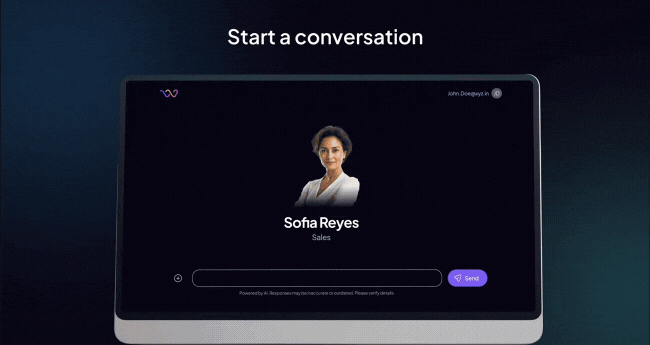 Start a conversation
John.Doe@xyz.in JD
Sofia Reyes
Sales
Send
Powered by AI. Responses may be inaccurate or outdated. Please verify details.